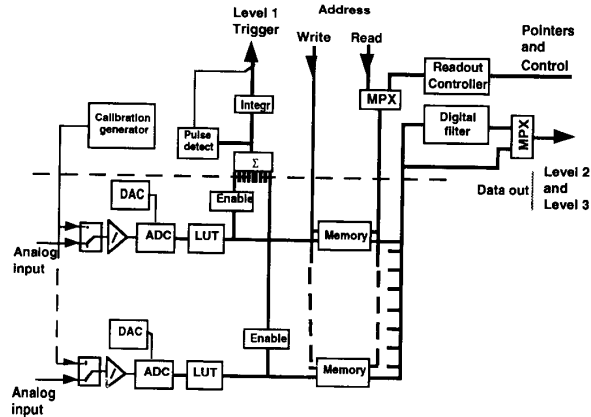 Level 1
Trigger
Address
Write
Read
Pointers
and
Control
Readout
Controller
MPX
Integr
Calibration
generator
Pulse
detect
Digital
filter
MPX
Σ
Data out
Level 2
and
Level 3
DAC
Enable
Analog
input
ADC
LUT
Memory
DAC
Enable
ADC
LUT
Memory
Analog
input